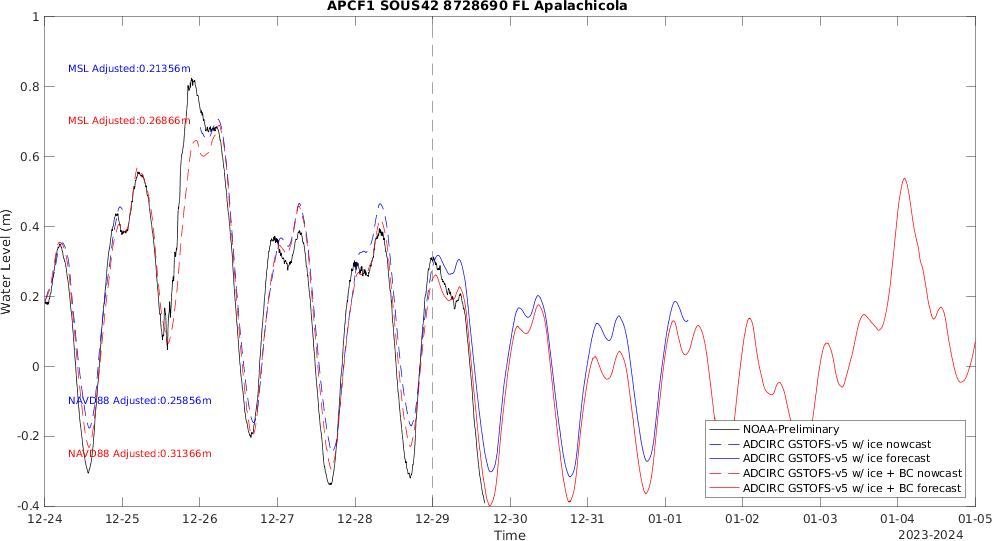 APCF1 SOUS42 8728690 FL Apalachicola
1
0.8
0.6
0.4
0.2
0
-0.2
-0.4
Water Level (m)
MSL Adjusted:0.21356m
MSL Adjusted:0.26866m
NAVD88 Adjusted:0.25856m
NAVD88 Adjusted:0.31366m
NOAA-Preliminary
ADCIRC GSTOFS-v5 w/ ice nowcast
ADCIRC GSTOFS-v5 w/ ice forecast
ADCIRC GSTOFS-v5 w/ ice + BC nowcast
ADCIRC GSTOFS-v5 w/ ice + BC forecast
12-24 12-25 12-26 12-27 12-28 12-29 12-30 12-31 01-01 01-02 01-03 01-04 01-05
Time
2023-2024